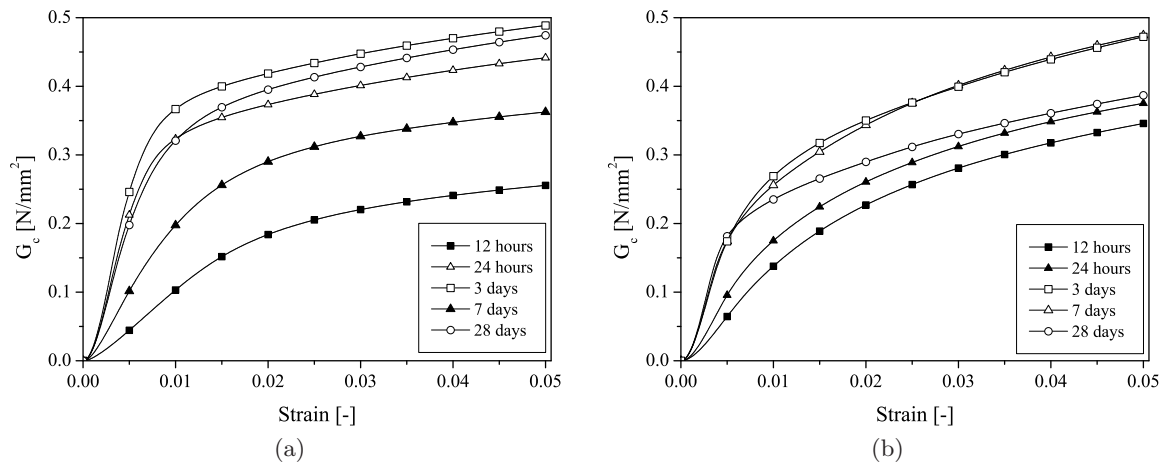 0.5
0.4
0.3
0.2
0.1
0.0
G_c [N/mm^2]
0.00 0.01 0.02 0.03 0.04 0.05
Strain [-]
12 hours
24 hours
3 days
7 days
28 days
(a)
0.5
0.4
0.3
0.2
0.1
0.0
G_c [N/mm^2]
0.00 0.01 0.02 0.03 0.04 0.05
Strain [-]
12 hours
24 hours
3 days
7 days
28 days
(b)